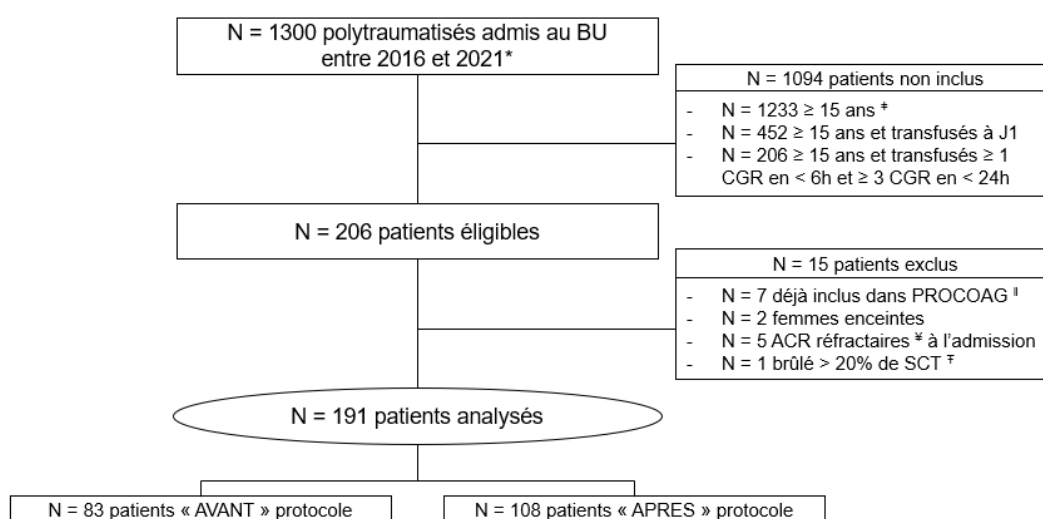 N = 1300 polytraumatisés admis au BU
entre 2016 et 2021*
N = 1094 patients non inclus
- N = 1233 ≥ 15 ans ‡
- N = 452 ≥ 15 ans et transfusés à J1
- N = 206 ≥ 15 ans et transfusés ≥ 1
CGR en < 6h et ≥ 3 CGR en < 24h
N = 206 patients éligibles
N = 15 patients exclus
- N = 7 déjà inclus dans PROCOAG ‖
- N = 2 femmes enceintes
- N = 5 ACR réfractaires ¥ à l’admission
- N = 1 brûlé > 20% de SCT Ŧ
N = 191 patients analysés
N = 83 patients « AVANT » protocole
N = 108 patients « APRES » protocole